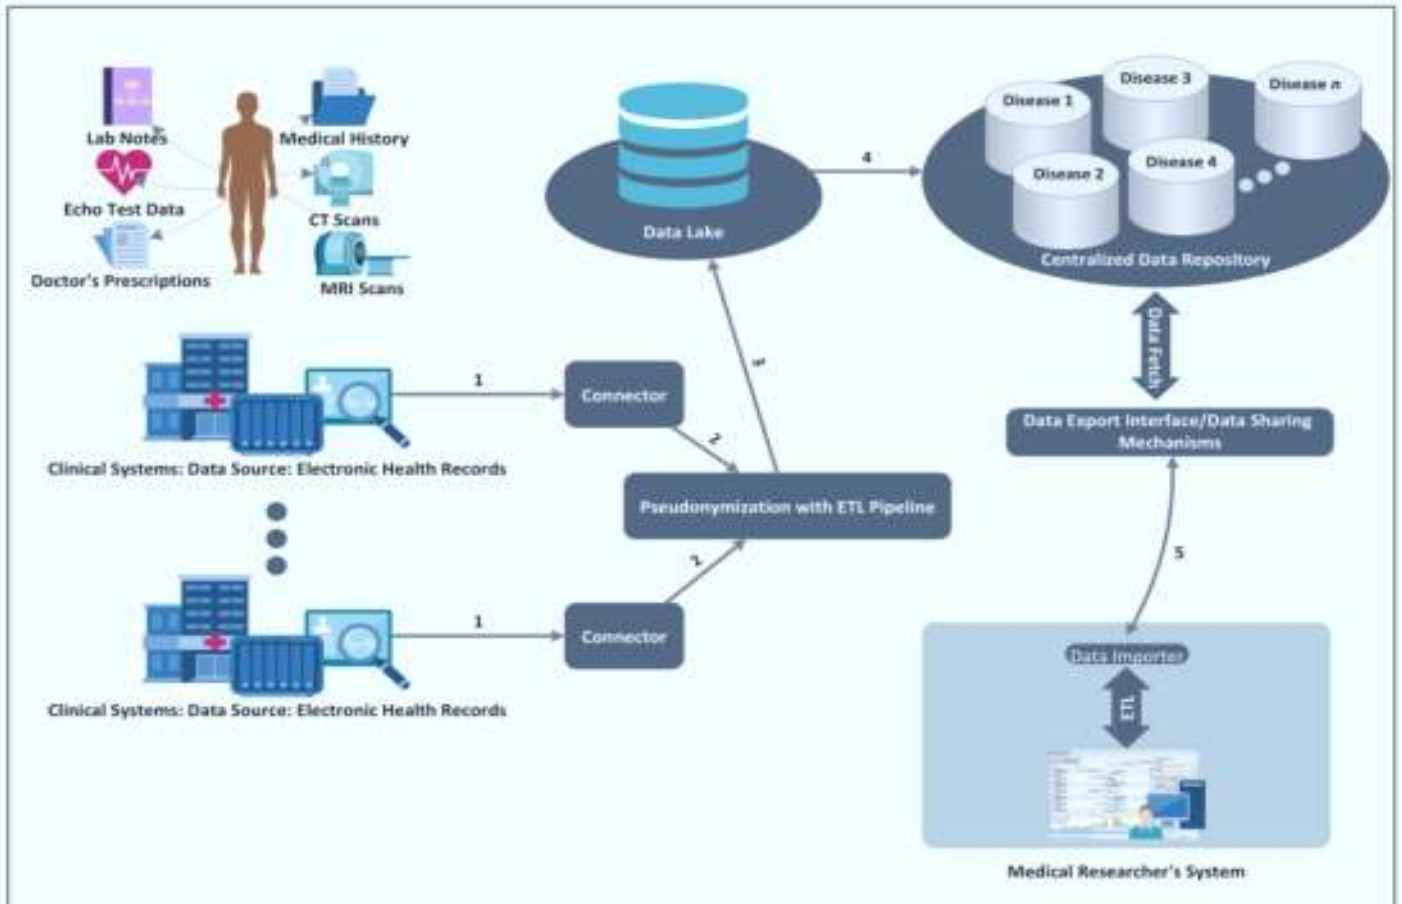 Lab Notes
Medical History
Echo Test Data
CT Scans
Doctor's Prescriptions
MRI Scans
Data Lake
4
Disease 1
Disease 3
Disease n
Disease 2
Disease 4
Centralized Data Repository
Data Fetch
Data Export Interface/Data Sharing
Mechanisms
1
Connector
2
3
Clinical Systems: Data Source: Electronic Health Records
Pseudonymization with ETL Pipeline
2
1
Connector
Clinical Systems: Data Source: Electronic Health Records
5
Data Importer
ETL
Medical Researcher's System